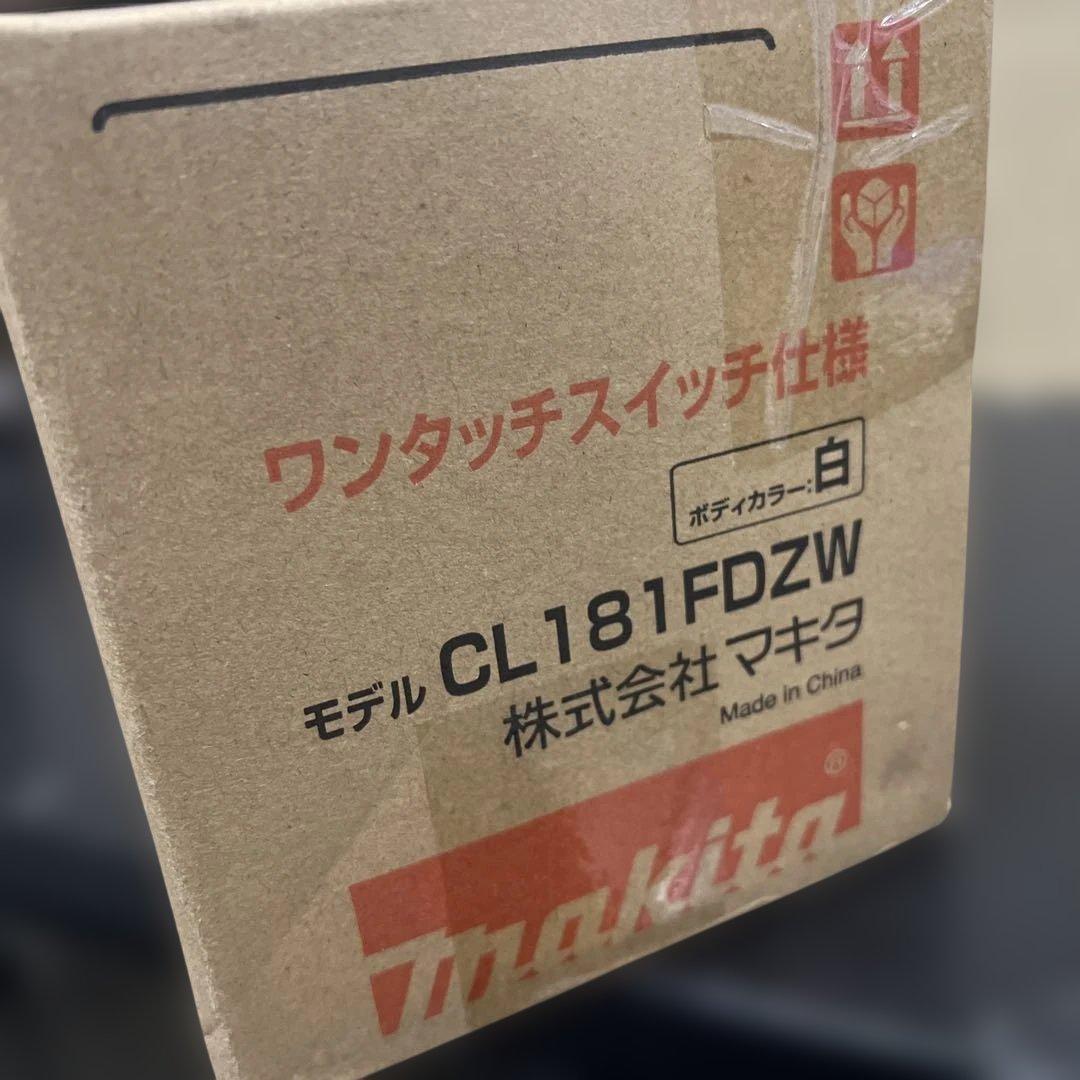 ワンタッチスイッチ仕様
ボディカラー:白
モデル CL181FDZW
株式会社 マキタ
Made in China
makita®